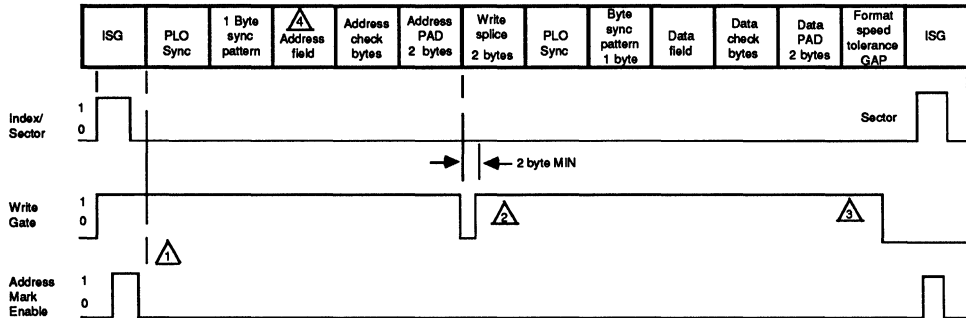 ISG
PLO
Sync
1 Byte
sync
pattern
4
Address
field
Address
check
bytes
Address
PAD
2 bytes
Write
splice
2 bytes
PLO
Sync
Byte
sync
pattern
1 byte
Data
field
Data
check
bytes
Data
PAD
2 bytes
Format
speed
tolerance
GAP
ISG
Index/
Sector
1
0
Sector
2 byte MIN
Write
Gate
1
0
2
3
1
Address
Mark
Enable
1
0